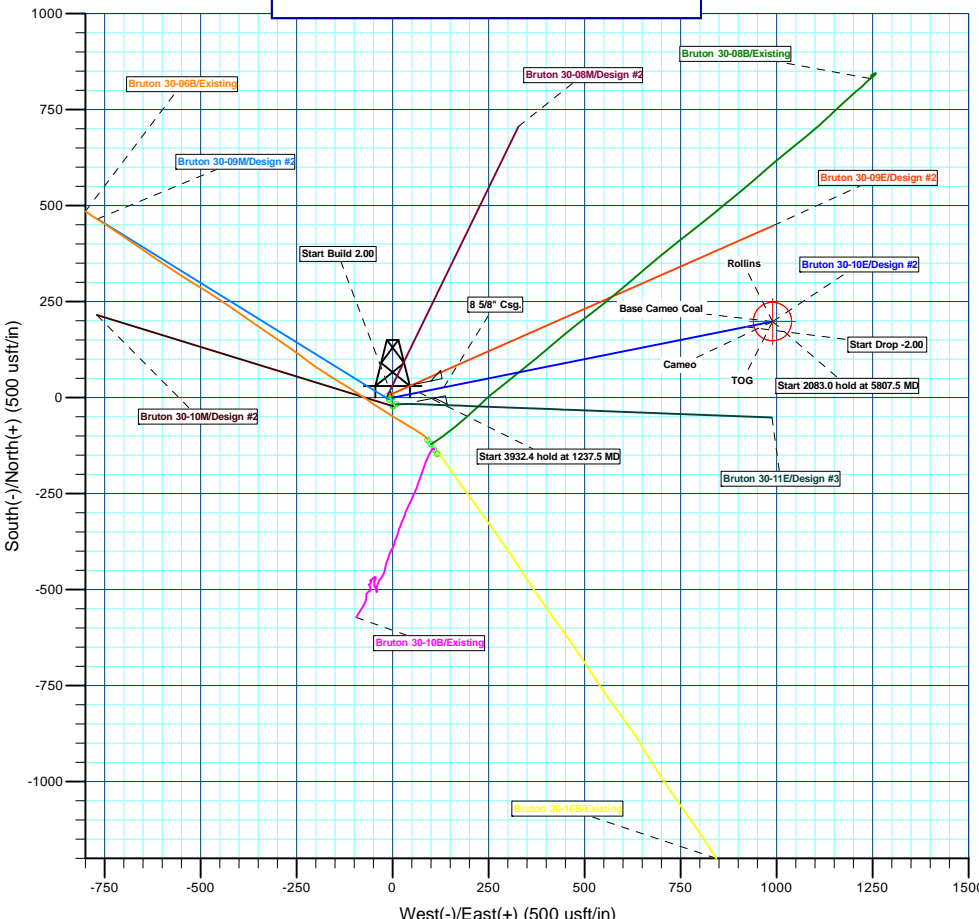 1000
Bruton 30-08B/Existing
Bruton 30-08M/Design #2
Bruton 30-06B/Existing
750
Bruton 30-09M/Design #2
Bruton 30-09E/Design #2
500
Start Build 2.00
Rollins
Bruton 30-10E/Design #2
250
8 5/8" Csg.
Base Cameo Coal
Start Drop -2.00
Cameo
TOG
Start 2083.0 hold at 5807.5 MD
0
Bruton 30-10M/Design #2
Start 3932.4 hold at 1237.5 MD
Bruton 30-11E/Design #3
-250
South(-)/North(+) (500 usft/in)
-500
Bruton 30-10B/Existing
-750
-1000
Bruton 30-16B/Existing
-750 -500 -250 0 250 500 750 1000 1250 1500
West(-)/East(+) (500 usft/in)